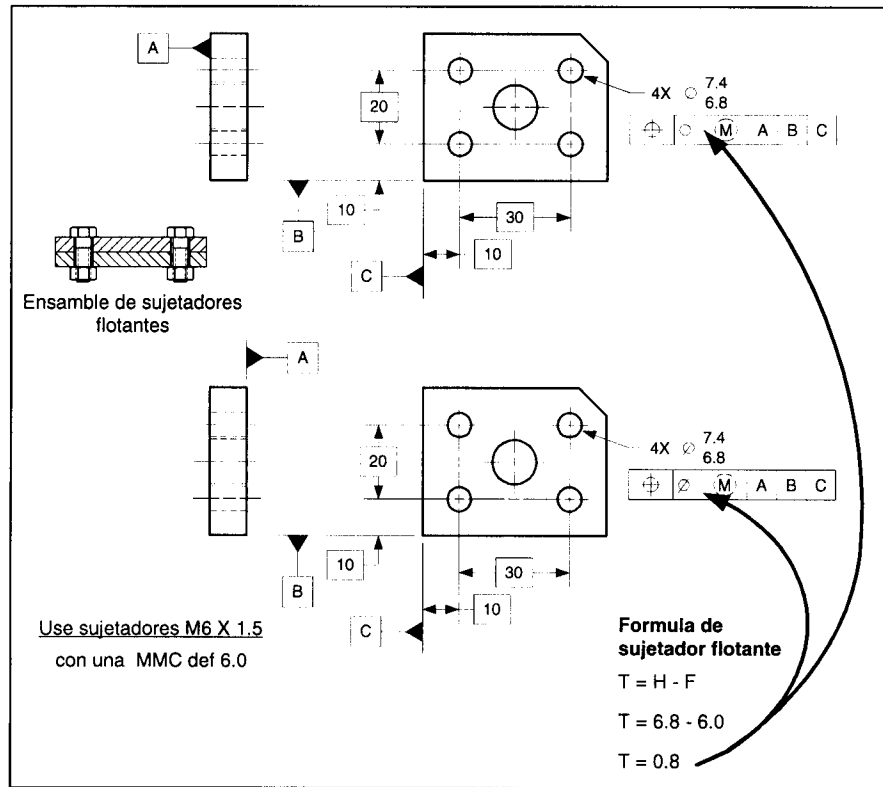 A
20
10
B
30
10
C
4X ∅ 7.4
6.8
⌖ ∅ Ⓜ A B C
Ensamble de sujetadores
flotantes
A
20
10
B
30
10
C
4X ∅ 7.4
6.8
⌖ ∅ Ⓜ A B C
Use sujetadores M6 X 1.5
con una MMC def 6.0
Formula de
sujetador flotante
T = H - F
T = 6.8 - 6.0
T = 0.8